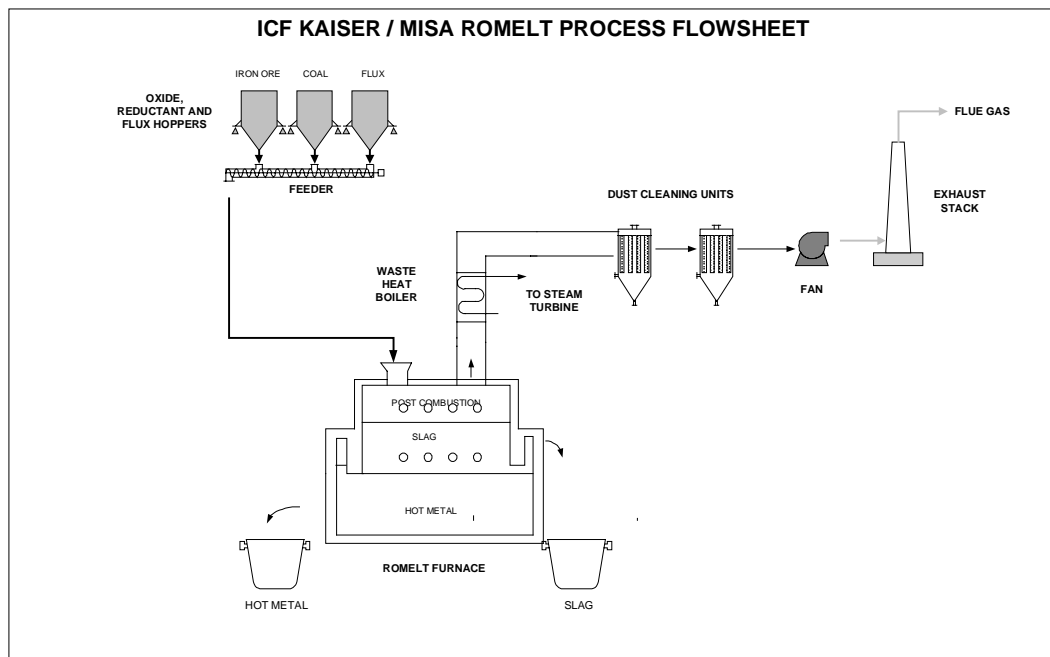 ICF KAISER / MISA ROMELT PROCESS FLOWSHEET
IRON ORE
COAL
FLUX
OXIDE,
REDUCTANT AND
FLUX HOPPERS
FEEDER
FLUE GAS
DUST CLEANING UNITS
EXHAUST
STACK
WASTE
HEAT
BOILER
TO STEAM
TURBINE
FAN
POST COMBUSTION
SLAG
HOT METAL
ROMELT FURNACE
HOT METAL
SLAG